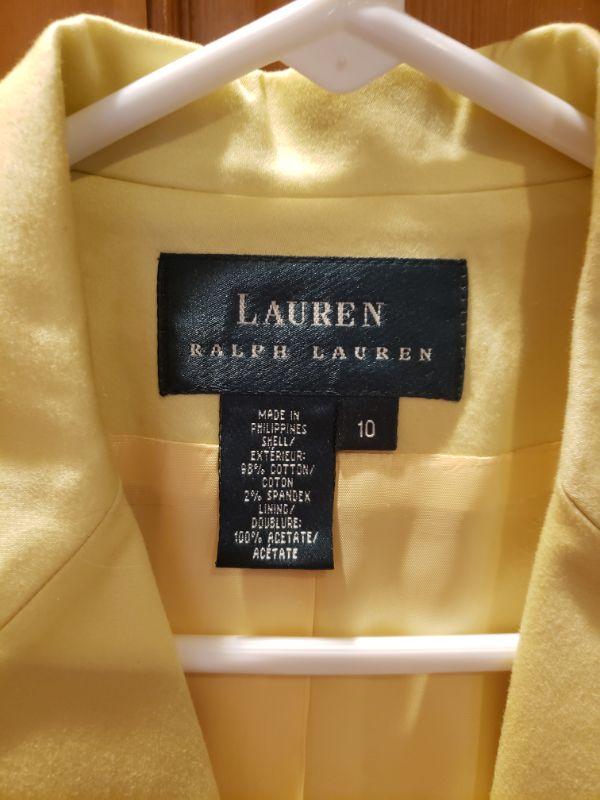 LAUREN
RALPH LAUREN
10
MADE IN
PHILIPPINES
SHELL/
EXTÉRIEUR:
98% COTTON/
COTON
2% SPANDEX
LINING/
DOUBLURE:
100% ACETATE/
ACÉTATE